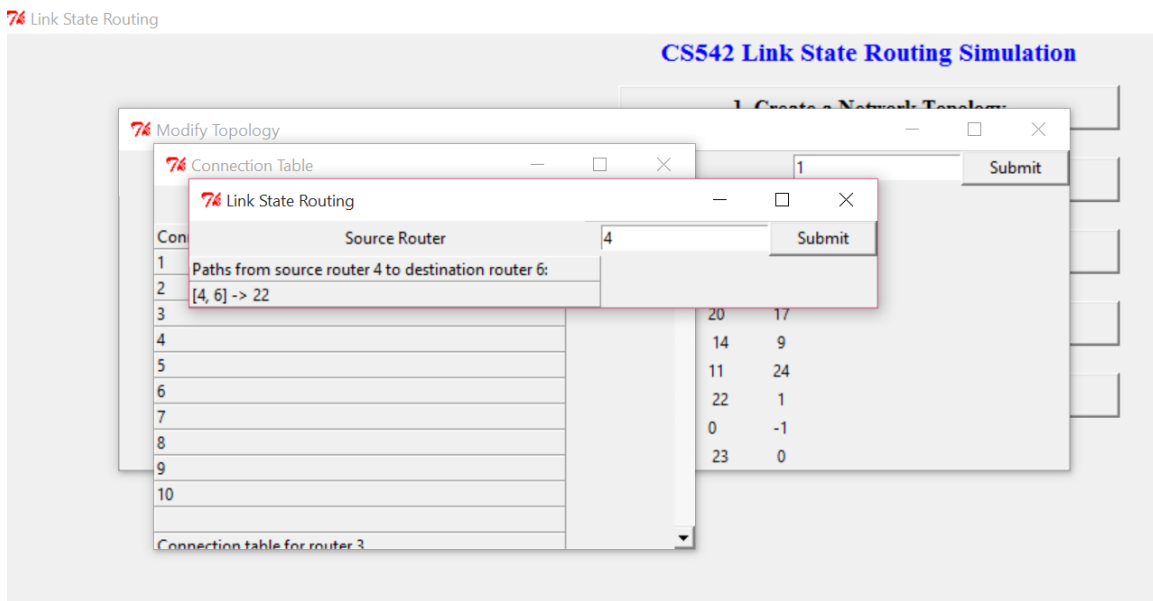 Link State Routing
CS542 Link State Routing Simulation
1. Create a Network Topology
Modify Topology
1 Submit
Connection Table
Link State Routing
Source Router 4 Submit
Paths from source router 4 to destination router 6:
[4, 6] -> 22
1
2
3
4
5
6
7
8
9
10
Connection table for router 3
20 17
14 9
11 24
22 1
0 -1
23 0